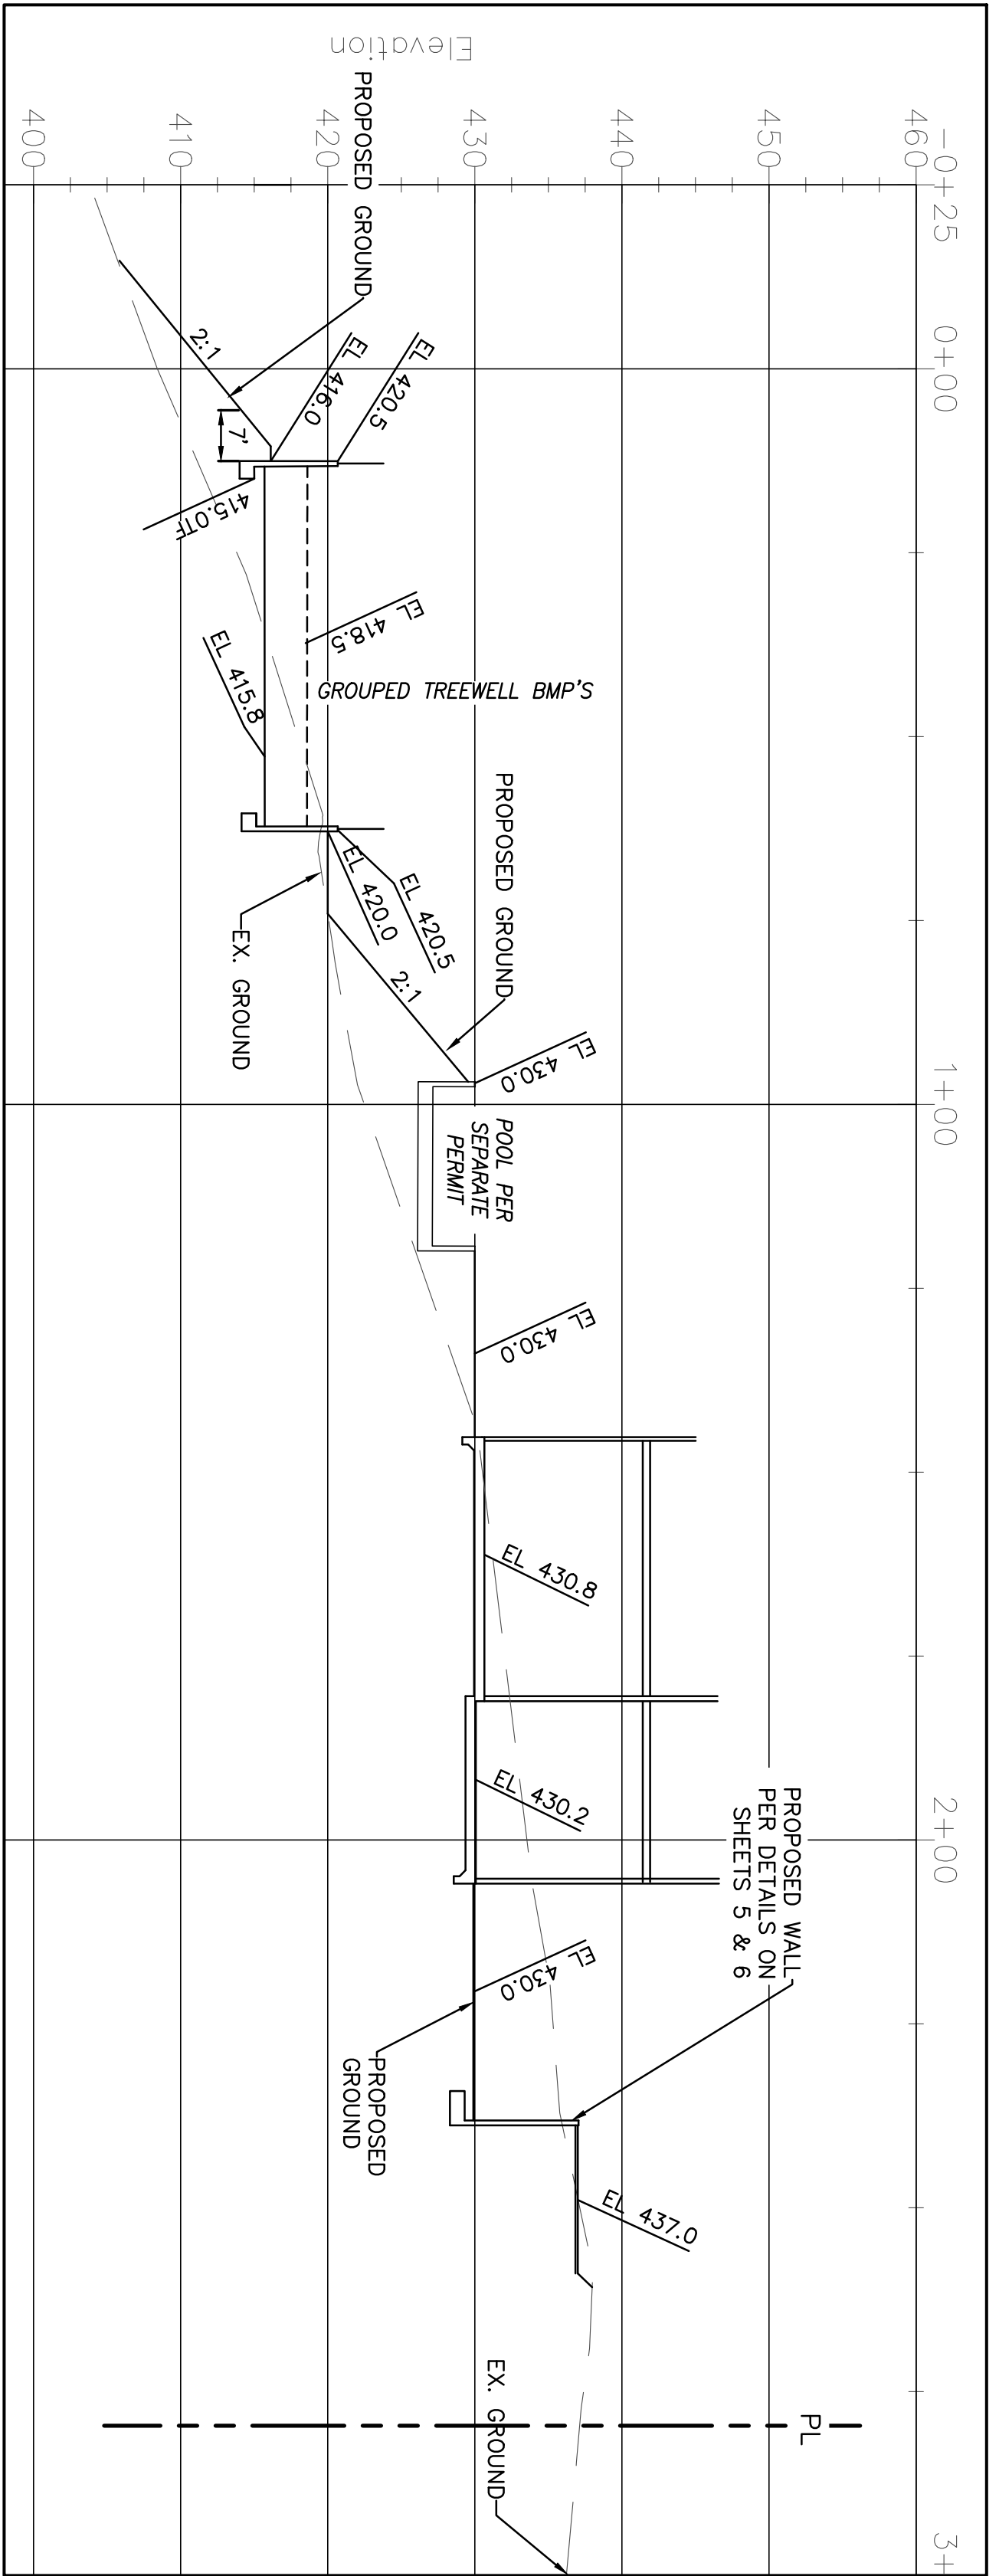 Elevation
460
450
440
430
420
410
400
-0+25
0+00
1+00
2+00
3+
PROPOSED GROUND
2:1
EL 416.0
EL 420.5
7'
415.0TF
EL 418.5
EL 415.8
GROUPED TREEWELL BMP'S
EX. GROUND
EL 420.0
EL 420.5
PROPOSED GROUND
2:1
EL 430.0
POOL PER
SEPARATE
PERMIT
EL 430.0
EL 430.8
EL 430.2
PROPOSED WALL
PER DETAILS ON
SHEETS 5 & 6
EL 430.0
PROPOSED
GROUND
EL 437.0
EX. GROUND
PL